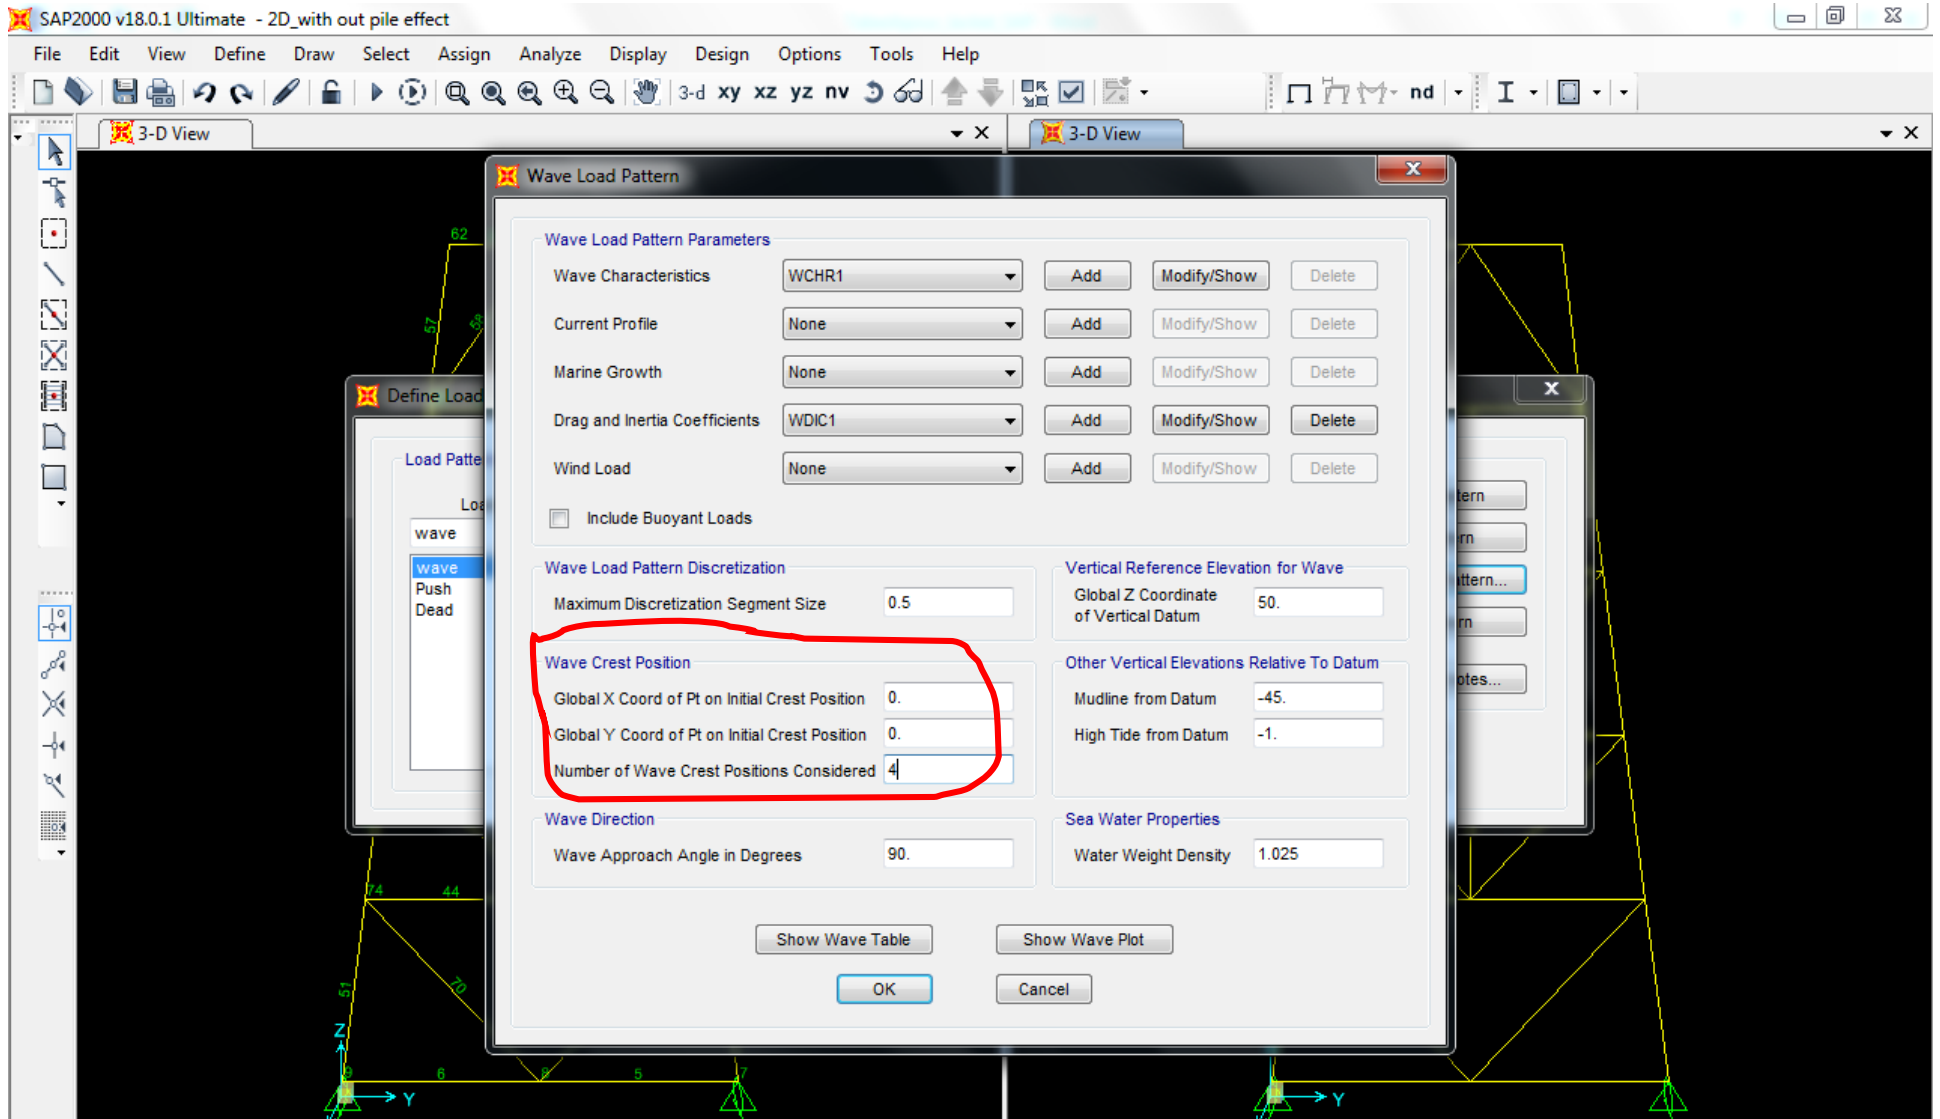 SAP2000 v18.0.1 Ultimate - 2D_with out pile effect
File Edit View Define Draw Select Assign Analyze Display Design Options Tools Help
3-d xy xz yz nv nd
3-D View
3-D View
Wave Load Pattern
Wave Load Pattern Parameters
Wave Characteristics WCHR1 Add Modify/Show Delete
Current Profile None Add Modify/Show Delete
Marine Growth None Add Modify/Show Delete
Drag and Inertia Coefficients WDIC1 Add Modify/Show Delete
Wind Load None Add Modify/Show Delete
Include Buoyant Loads
Wave Load Pattern Discretization
Maximum Discretization Segment Size 0.5
Vertical Reference Elevation for Wave
Global Z Coordinate
of Vertical Datum 50.
Wave Crest Position
Global X Coord of Pt on Initial Crest Position 0.
Global Y Coord of Pt on Initial Crest Position 0.
Number of Wave Crest Positions Considered 4
Other Vertical Elevations Relative To Datum
Mudline from Datum -45.
High Tide from Datum -1.
Wave Direction
Wave Approach Angle in Degrees 90.
Sea Water Properties
Water Weight Density 1.025
Show Wave Table Show Wave Plot
OK Cancel
Define Load
Load Patte
Loa
wave
wave
Push
Dead
tern
rn
attern...
rn
otes...
62
57
58
74 44
51
70
Z
9 6 8 5 7
Y
Y